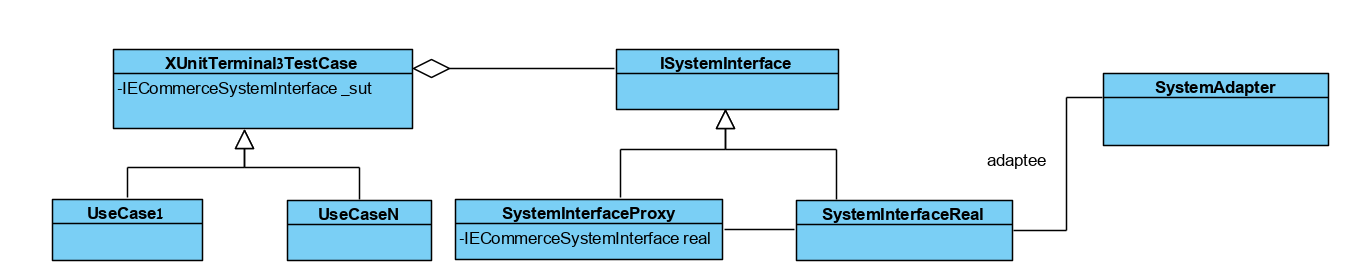 XUnitTerminal3TestCase
-IECommerceSystemInterface _sut
ISystemInterface
SystemAdapter
adaptee
UseCase1
UseCaseN
SystemInterfaceProxy
-IECommerceSystemInterface real
SystemInterfaceReal